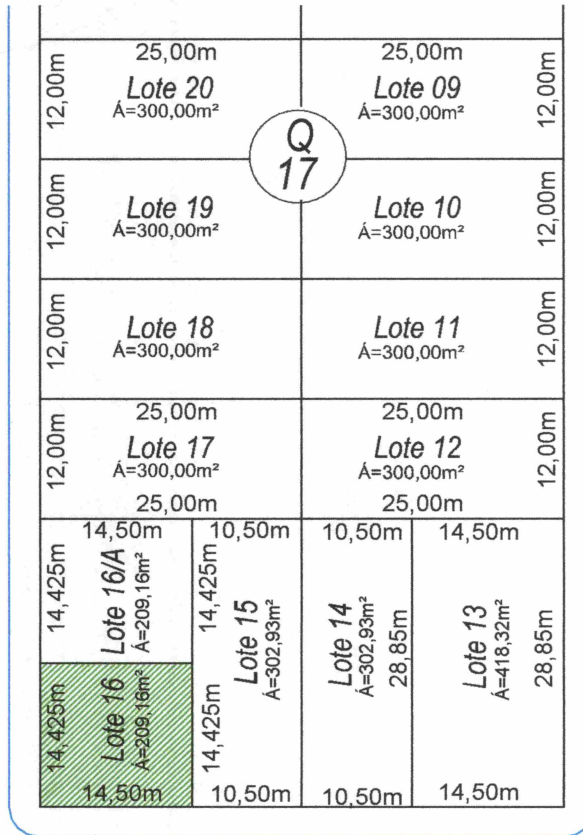 25,00m
25,00m
12,00m
Lote 20
Á=300,00m²
Lote 09
Á=300,00m²
12,00m
Q
17
12,00m
Lote 19
Á=300,00m²
Lote 10
Á=300,00m²
12,00m
12,00m
Lote 18
Á=300,00m²
Lote 11
Á=300,00m²
12,00m
25,00m
25,00m
12,00m
Lote 17
Á=300,00m²
Lote 12
Á=300,00m²
12,00m
25,00m
25,00m
14,50m
10,50m
10,50m
14,50m
14,425m
Lote 16/A
Á=209,16m²
14,425m
Lote 15
Á=302,93m²
Lote 14
Á=302,93m²
28,85m
Lote 13
Á=418,32m²
28,85m
14,425m
Lote 16
Á=209,16m²
14,425m
14,50m
10,50m
10,50m
14,50m